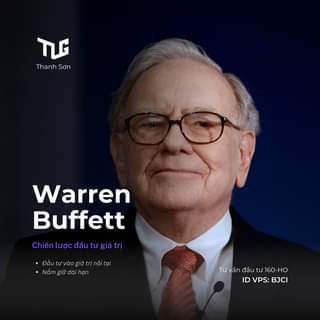 TLG
Thanh Sơn
Warren
Buffett
Chiến lược đầu tư giá trị
Đầu tư vào giá trị nội tại
Nắm giữ dài hạn
Tư vấn đầu tư 160-HO
ID VPS: BJCI